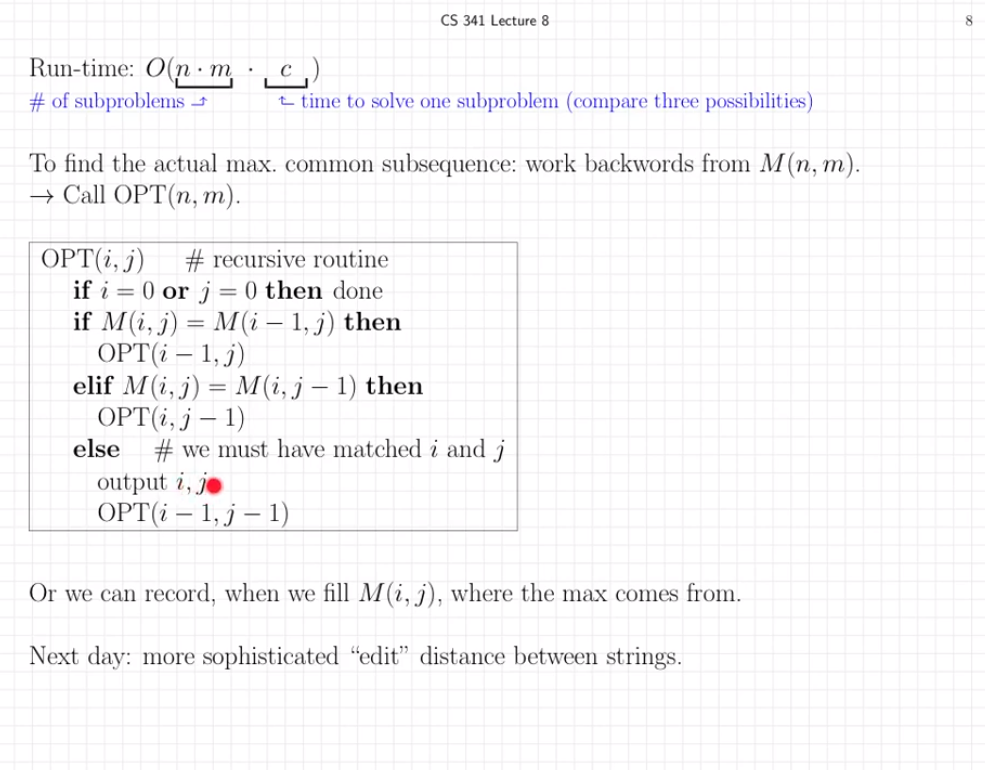 CS 341 Lecture 8
8
Run-time: O(n · m · c )
# of subproblems ⮍ ⮌ time to solve one subproblem (compare three possibilities)
To find the actual max. common subsequence: work backwords from M(n, m).
→ Call OPT(n, m).
OPT(i, j) # recursive routine
if i = 0 or j = 0 then done
if M(i, j) = M(i − 1, j) then
OPT(i − 1, j)
elif M(i, j) = M(i, j − 1) then
OPT(i, j − 1)
else # we must have matched i and j
output i, j
OPT(i − 1, j − 1)
Or we can record, when we fill M(i, j), where the max comes from.
Next day: more sophisticated “edit” distance between strings.